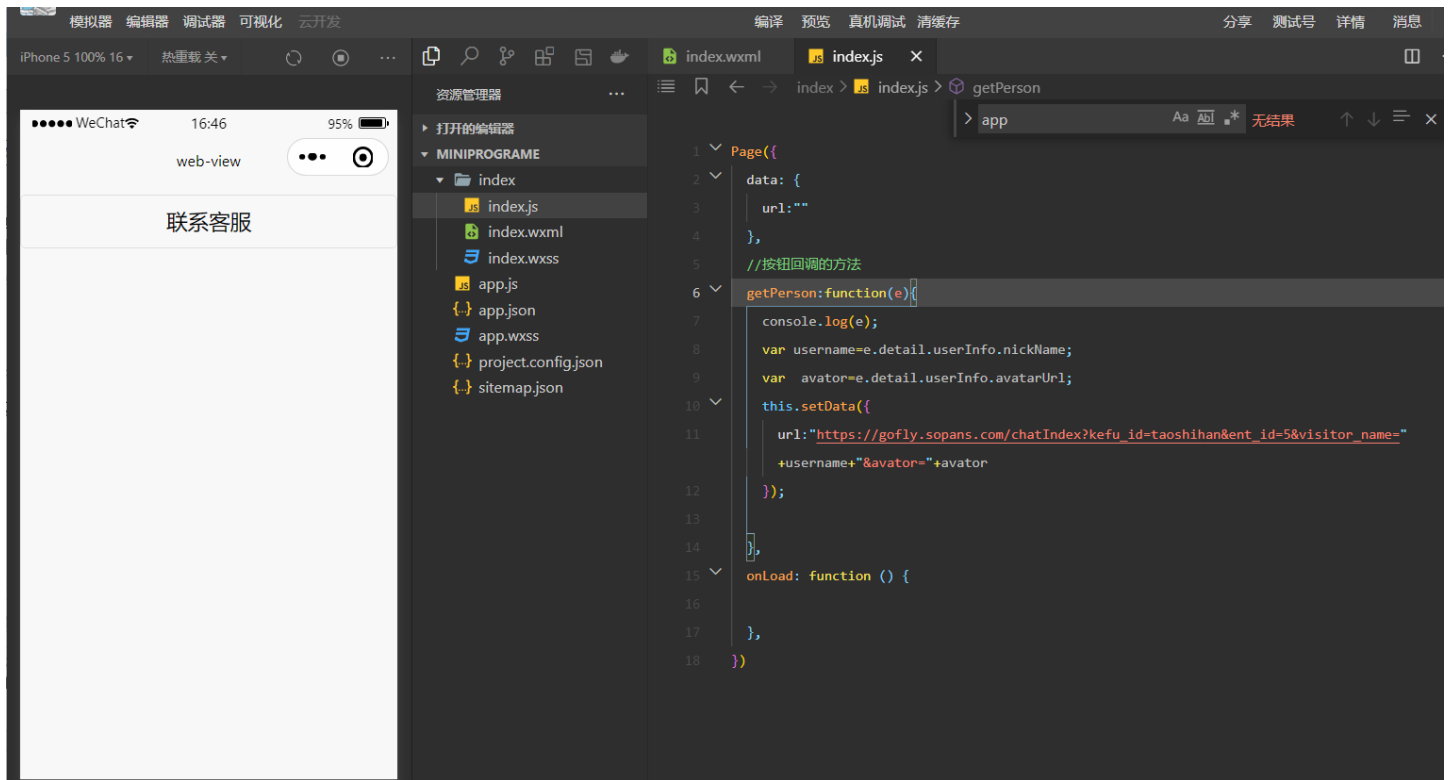 模拟器 编辑器 调试器 可视化 云开发 编译 预览 真机调试 清缓存 分享 测试号 详情 消息
iPhone 5 100% 16 热重载 关
WeChat 16:46 95%
web-view
联系客服
资源管理器
打开的编辑器
MINIPROGRAME
index
index.js
index.wxml
index.wxss
app.js
app.json
app.wxss
project.config.json
sitemap.json
index.wxml index.js
index > index.js > getPerson
app Aa Abl 无结果
1 Page({
2 data: {
3 url:""
4 },
5 //按钮回调的方法
6 getPerson:function(e){
7 console.log(e);
8 var username=e.detail.userInfo.nickName;
9 var  avator=e.detail.userInfo.avatarUrl;
10 this.setData({
11 url:"https://gofly.sopans.com/chatIndex?kefu_id=taoshihan&ent_id=5&visitor_name="
+username+"&avator="+avator
12 });
13
14 },
15 onLoad: function () {
16
17 },
18 })